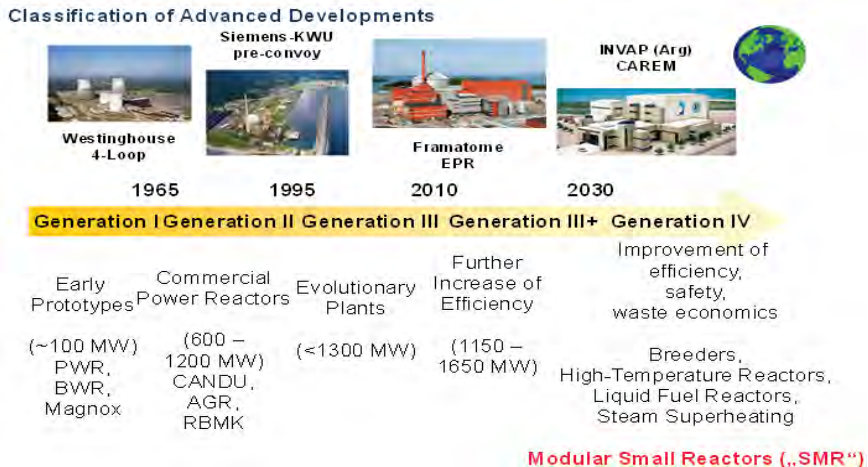 Classification of Advanced Developments
Siemens-KWU
pre-convoy
INVAP (Arg)
CAREM
Westinghouse
4-Loop
Framatome
EPR
1965 1995 2010 2030
Generation I Generation II Generation III Generation III+ Generation IV
Early
Prototypes
(~100 MW)
PWR,
BWR,
Magnox
Commercial
Power Reactors
(600 –
1200 MW)
CANDU,
AGR,
RBMK
Evolutionary
Plants
(<1300 MW)
Further
Increase of
Efficiency
(1150 –
1650 MW)
Improvement of
efficiency,
safety,
waste economics
Breeders,
High-Temperature Reactors,
Liquid Fuel Reactors,
Steam Superheating
Modular Small Reactors („SMR“)